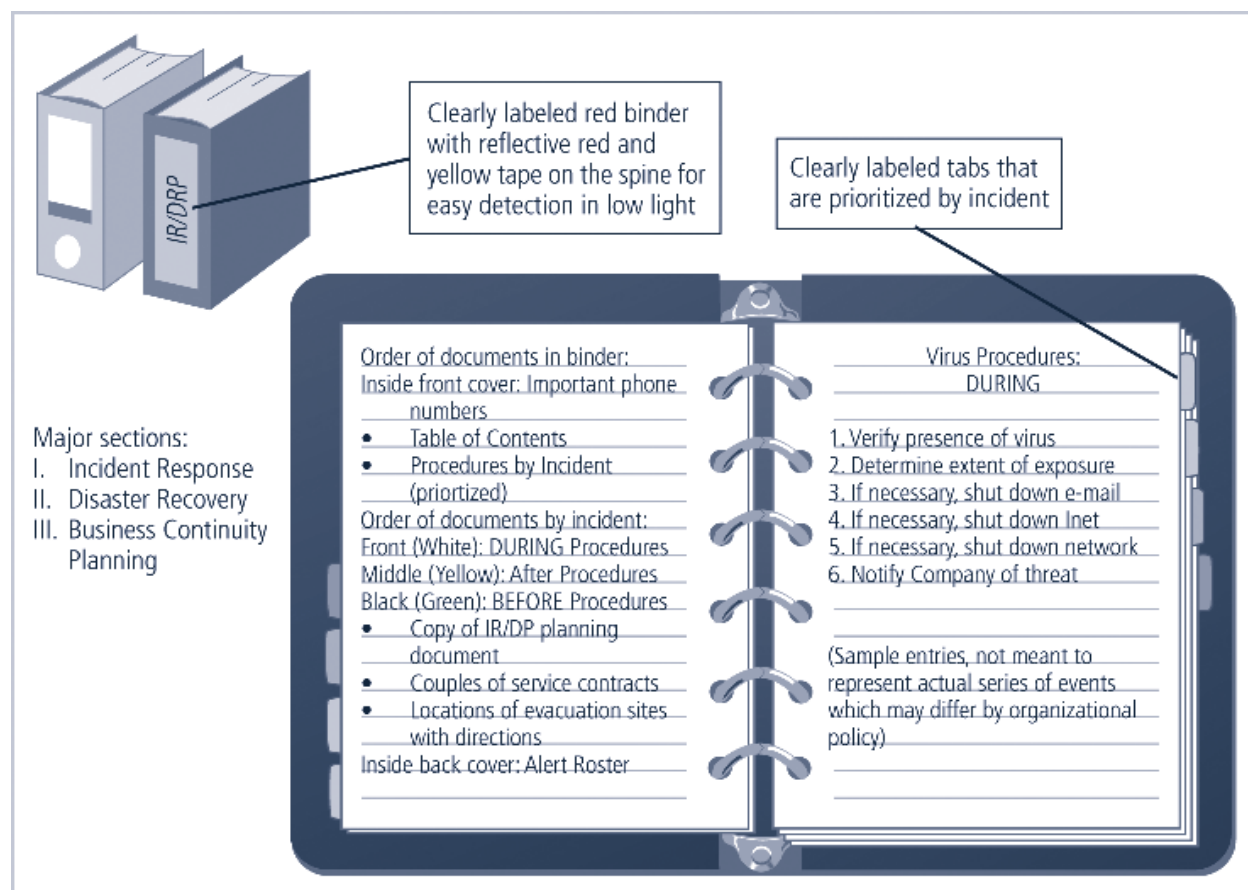 IR/DRP
Clearly labeled red binder
with reflective red and
yellow tape on the spine for
easy detection in low light
Clearly labeled tabs that
are prioritized by incident
Major sections:
I. Incident Response
II. Disaster Recovery
III. Business Continuity
Planning
Order of documents in binder:
Inside front cover: Important phone
numbers
• Table of Contents
• Procedures by Incident
(priortized)
Order of documents by incident:
Front (White): DURING Procedures
Middle (Yellow): After Procedures
Black (Green): BEFORE Procedures
• Copy of IR/DP planning
document
• Couples of service contracts
• Locations of evacuation sites
with directions
Inside back cover: Alert Roster
Virus Procedures:
DURING
1. Verify presence of virus
2. Determine extent of exposure
3. If necessary, shut down e-mail
4. If necessary, shut down Inet
5. If necessary, shut down network
6. Notify Company of threat
(Sample entries, not meant to
represent actual series of events
which may differ by organizational
policy)